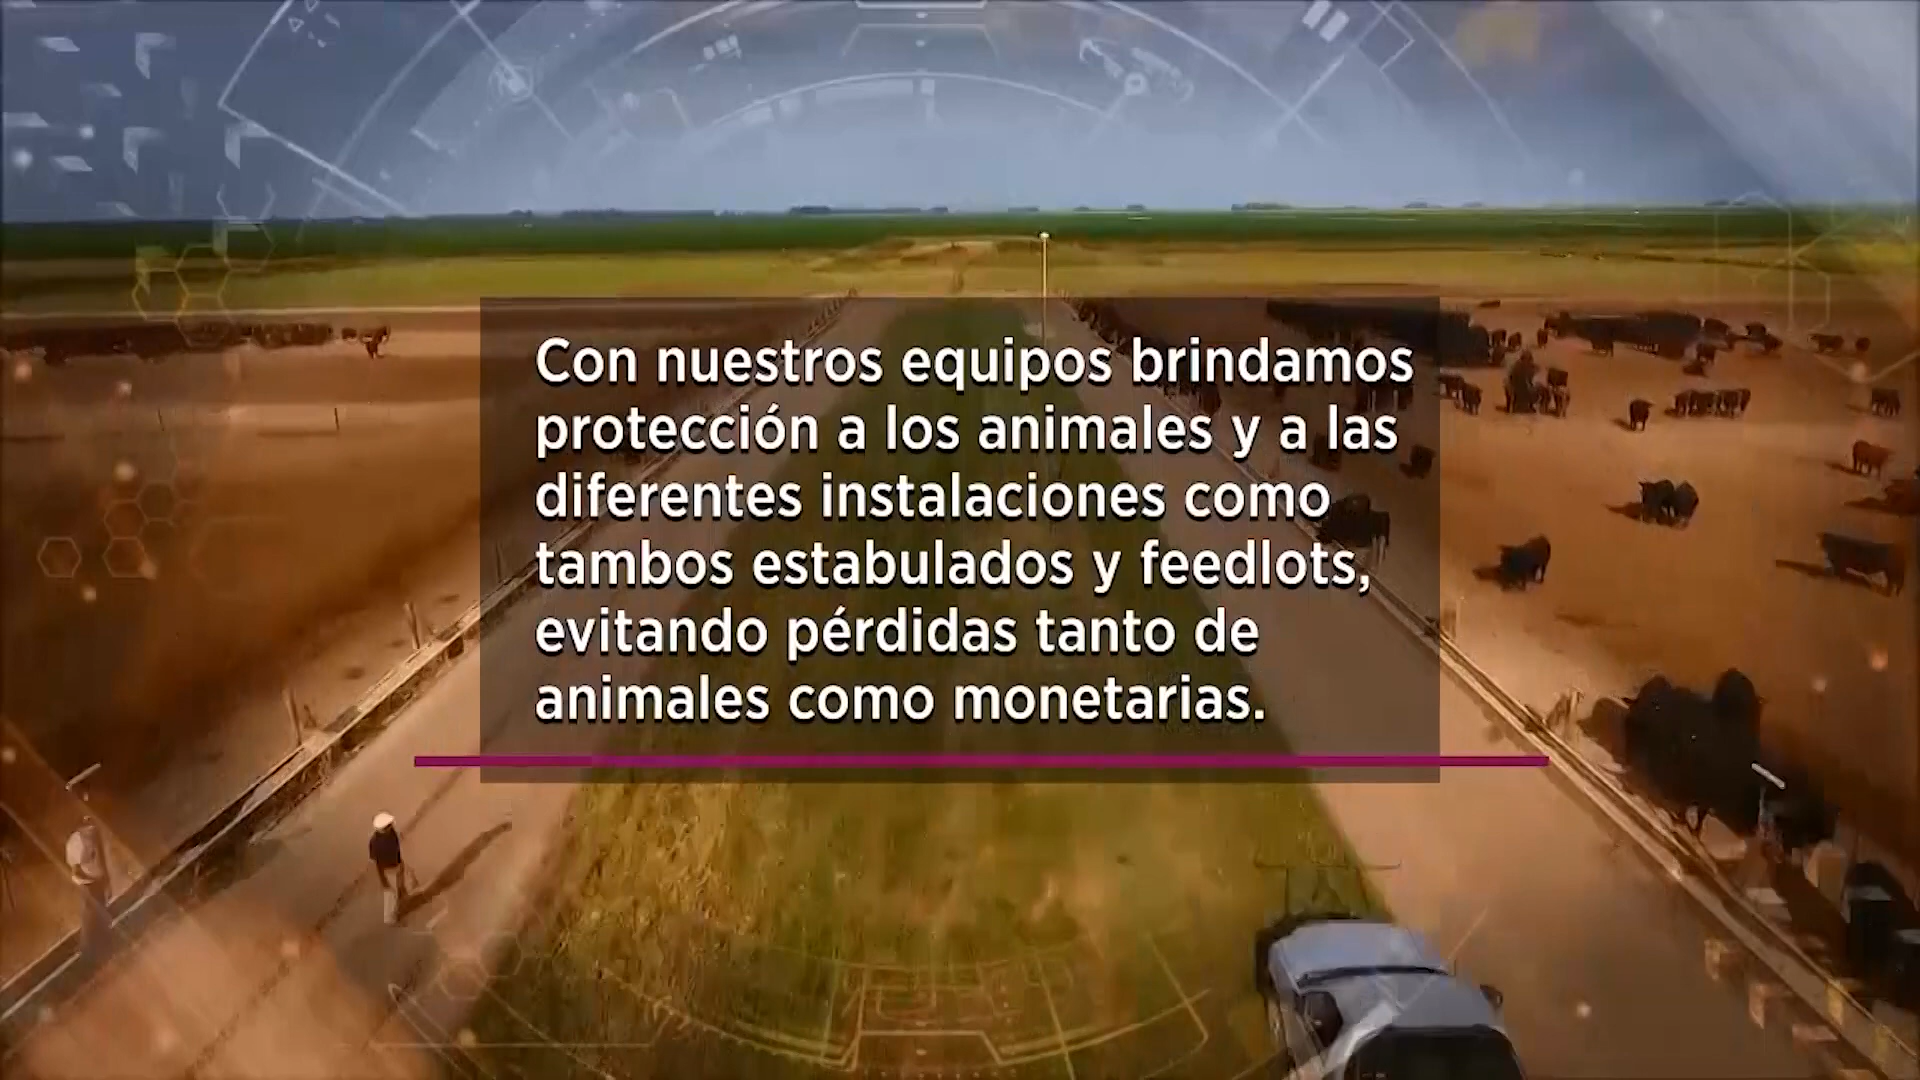 Con nuestros equipos brindamos
protección a los animales y a las
diferentes instalaciones como
tambos estabulados y feedlots,
evitando pérdidas tanto de
animales como monetarias.